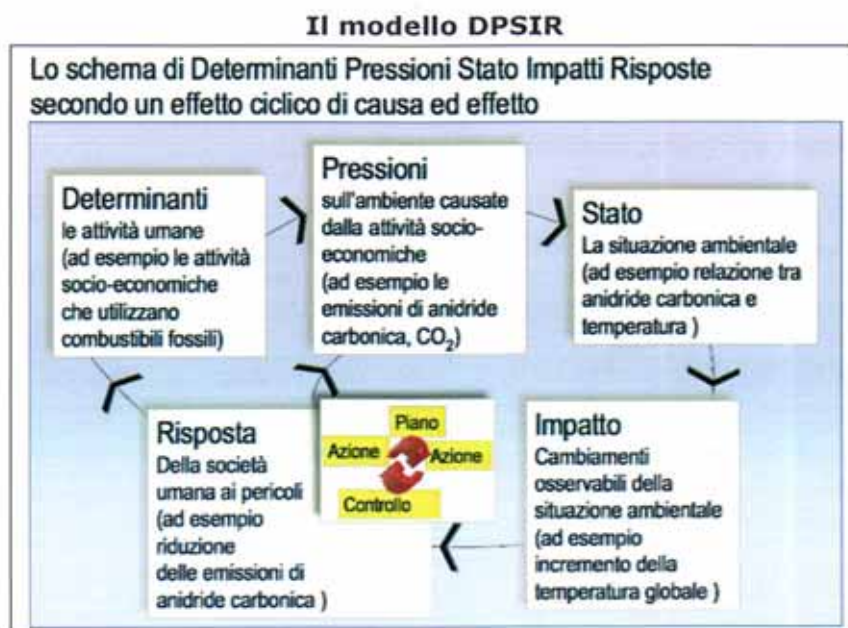 Il modello DPSIR
Lo schema di Determinanti Pressioni Stato Impatti Risposte
secondo un effetto ciclico di causa ed effetto
Determinanti
le attività umane
(ad esempio le attività
socio-economiche
che utilizzano
combustibili fossili)
Pressioni
sull'ambiente causate
dalla attività socio-
economiche
(ad esempio le
emissioni di anidride
carbonica, CO₂)
Stato
La situazione ambientale
(ad esempio relazione tra
anidride carbonica e
temperatura )
Impatto
Cambiamenti
osservabili della
situazione ambientale
(ad esempio
incremento della
temperatura globale )
Risposta
Della società
umana ai pericoli
(ad esempio
riduzione
delle emissioni di
anidride carbonica )
Piano
Azione
Azione
Controllo